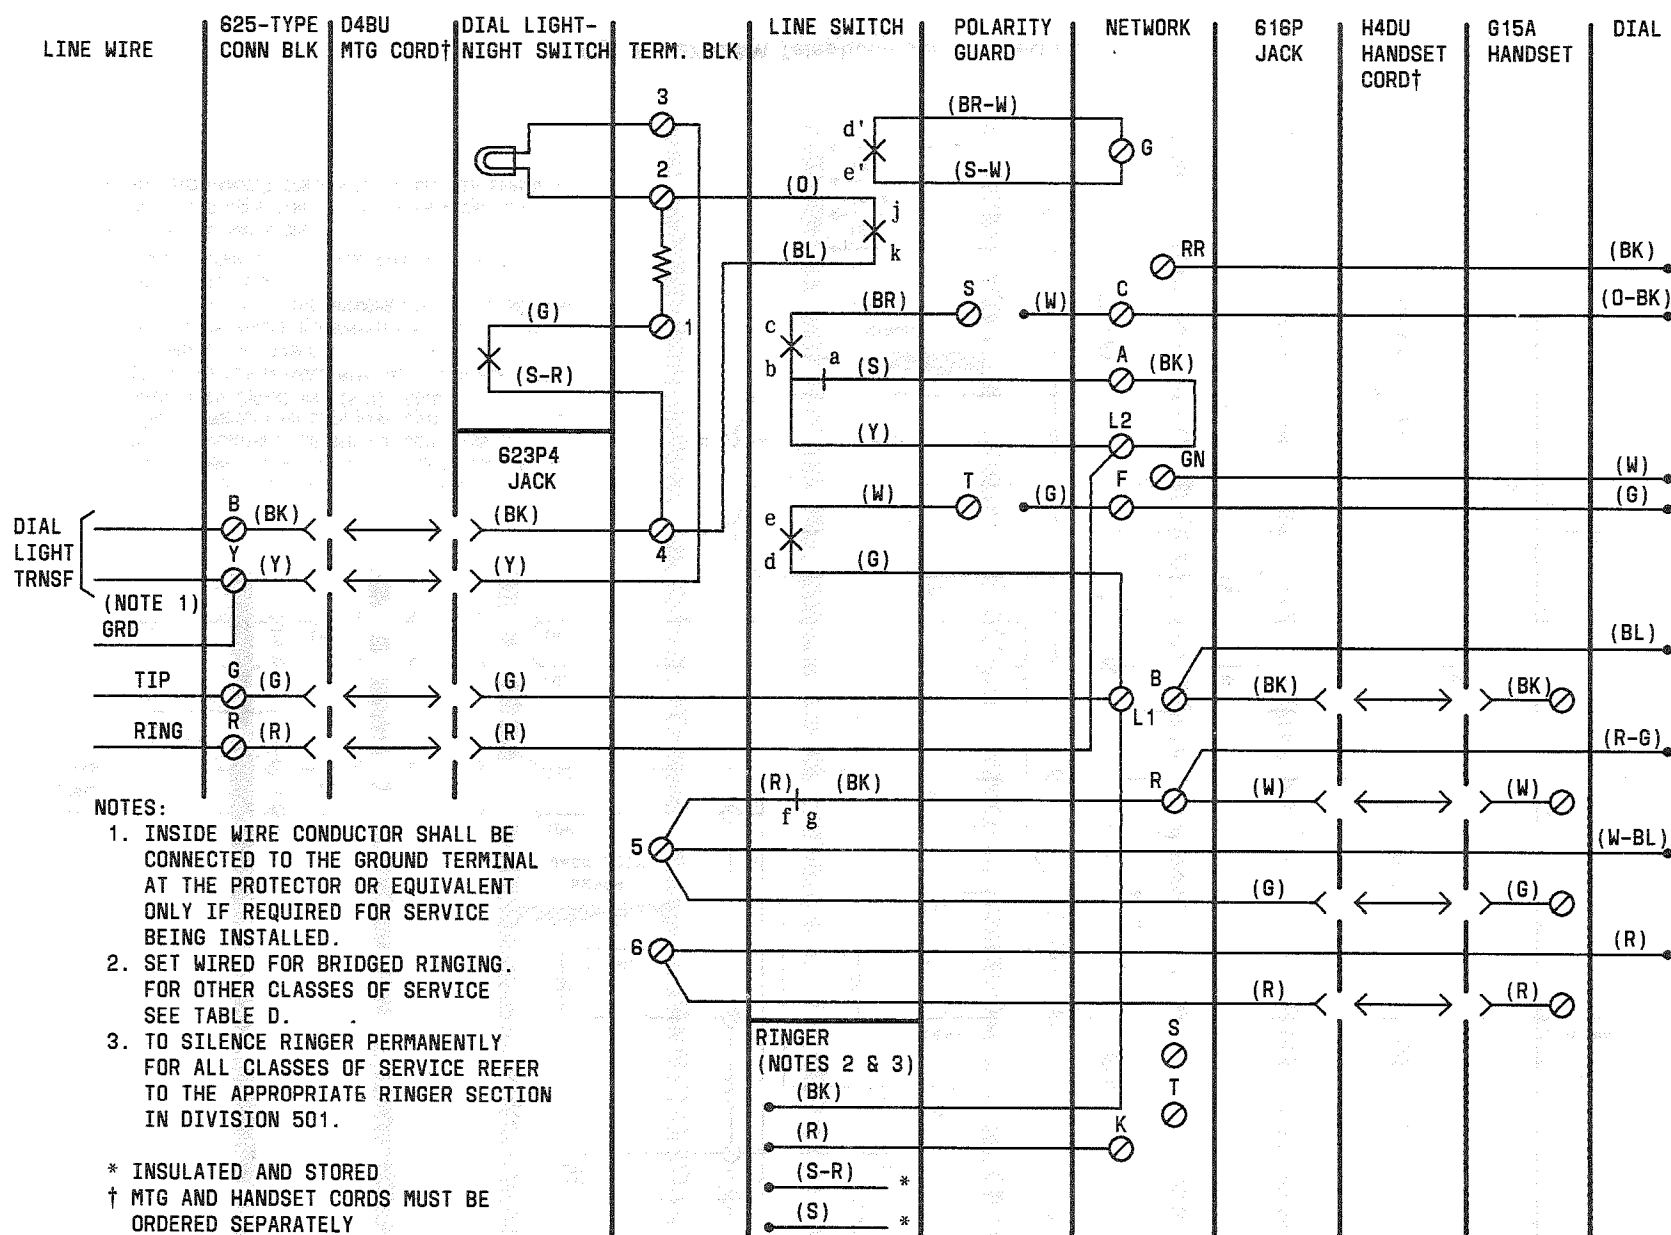 LINE WIRE
625-TYPE CONN BLK
D4BU MTG CORD†
DIAL LIGHT-NIGHT SWITCH
TERM. BLK
LINE SWITCH
POLARITY GUARD
NETWORK
616P JACK
H4DU HANDSET CORD†
G15A HANDSET
DIAL
3
(BR-W)
d'
G
e'
2
(S-W)
(O)
j
(BL)
k
RR
(BK)
(BR)
S
(W)
C
(O-BK)
(G)
1
c
b
a
(S)
A
(BK)
(S-R)
(Y)
L2
623P4
JACK
GN
(W)
(W)
T
(G)
F
(G)
B
(BK)
(BK)
4
e
d
(G)
DIAL
LIGHT
TRNSF
Y
(Y)
(Y)
(NOTE 1)
GRD
(BL)
TIP
G
(G)
(G)
L1
B
(BK)
(BK)
RING
R
(R)
(R)
(R-G)
(R)
f
g
(BK)
R
(W)
(W)
5
(W-BL)
(G)
(G)
6
(R)
(R)
(R)
NOTES:
1. INSIDE WIRE CONDUCTOR SHALL BE
CONNECTED TO THE GROUND TERMINAL
AT THE PROTECTOR OR EQUIVALENT
ONLY IF REQUIRED FOR SERVICE
BEING INSTALLED.
2. SET WIRED FOR BRIDGED RINGING.
FOR OTHER CLASSES OF SERVICE
SEE TABLE D.
3. TO SILENCE RINGER PERMANENTLY
FOR ALL CLASSES OF SERVICE REFER
TO THE APPROPRIATE RINGER SECTION
IN DIVISION 501.
* INSULATED AND STORED
† MTG AND HANDSET CORDS MUST BE
ORDERED SEPARATELY
RINGER
(NOTES 2 & 3)
(BK)
(R)
K
(S-R) *
(S) *
S
T